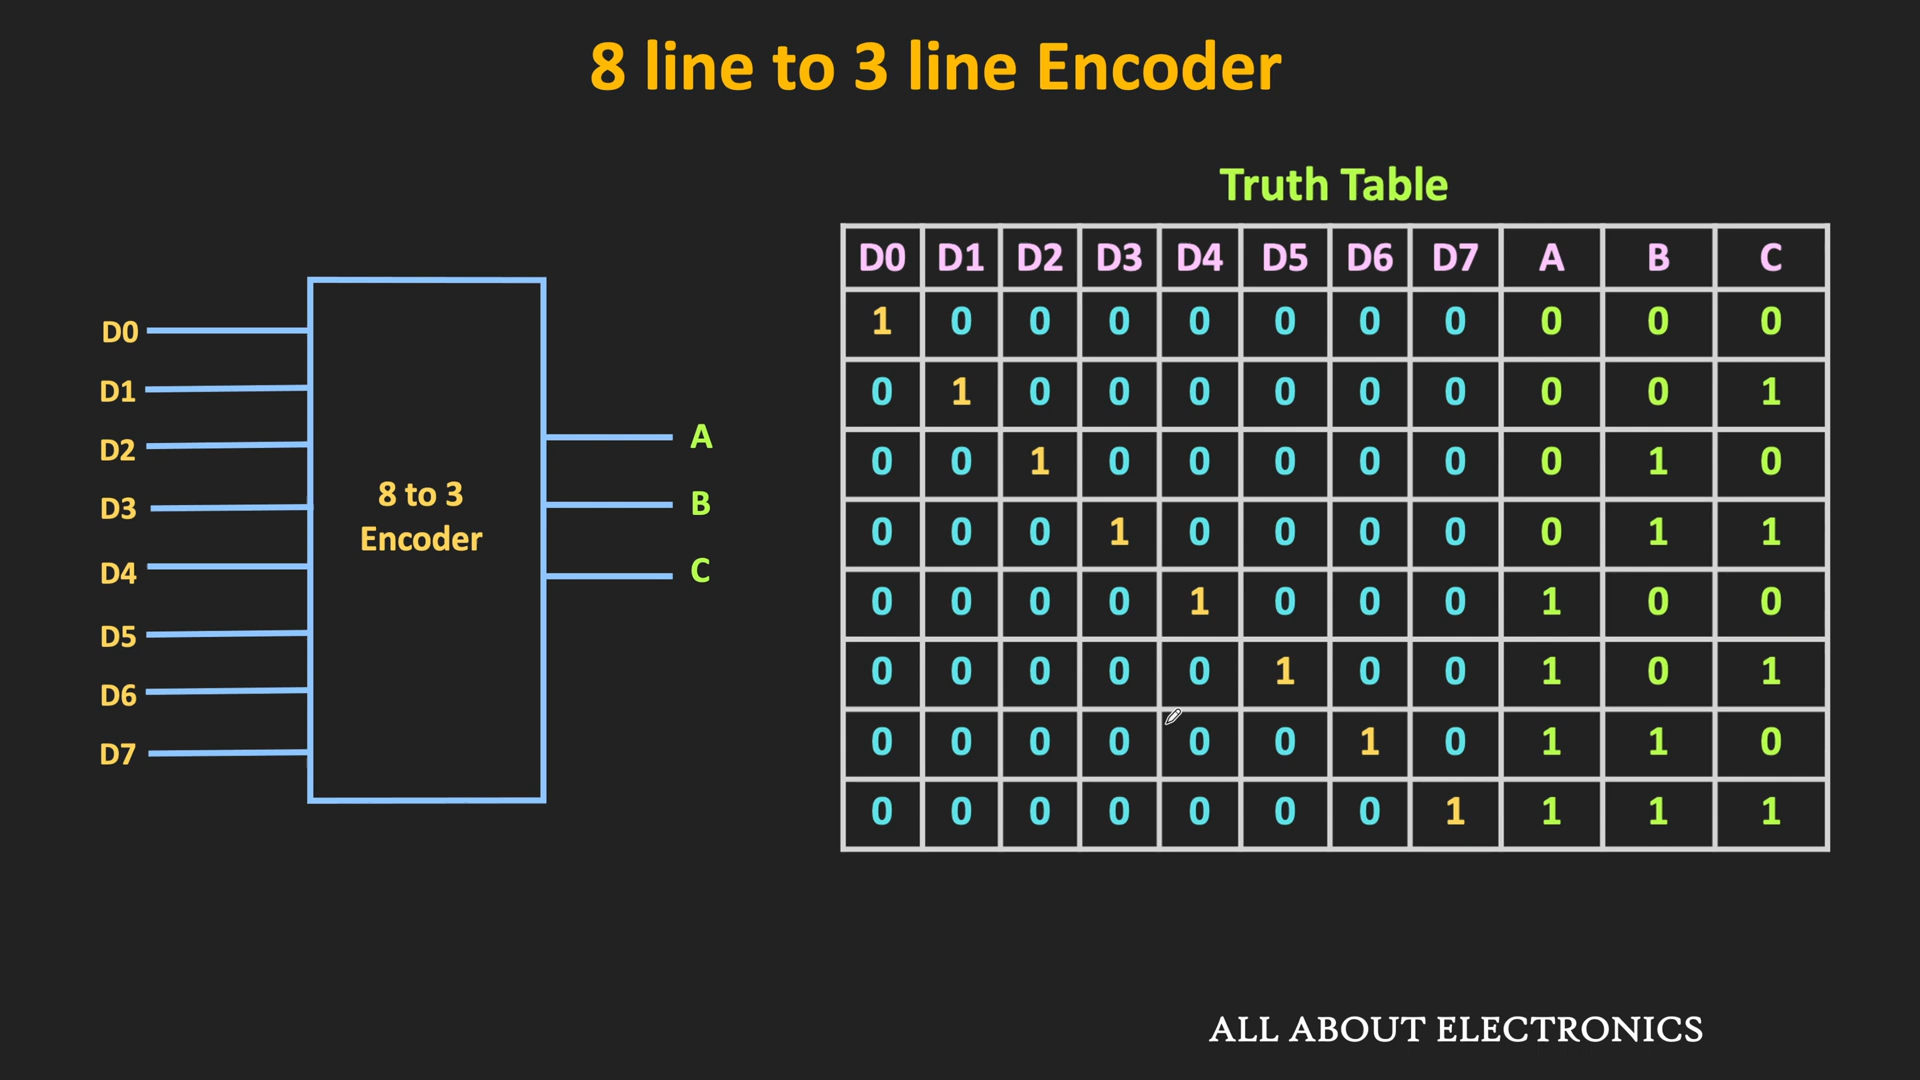 8 line to 3 line Encoder
D0
D1
D2
D3
D4
D5
D6
D7
8 to 3
Encoder
A
B
C
Truth Table
D0 D1 D2 D3 D4 D5 D6 D7 A B C
1 0 0 0 0 0 0 0 0 0 0
0 1 0 0 0 0 0 0 0 0 1
0 0 1 0 0 0 0 0 0 1 0
0 0 0 1 0 0 0 0 0 1 1
0 0 0 0 1 0 0 0 1 0 0
0 0 0 0 0 1 0 0 1 0 1
0 0 0 0 0 0 1 0 1 1 0
0 0 0 0 0 0 0 1 1 1 1
ALL ABOUT ELECTRONICS